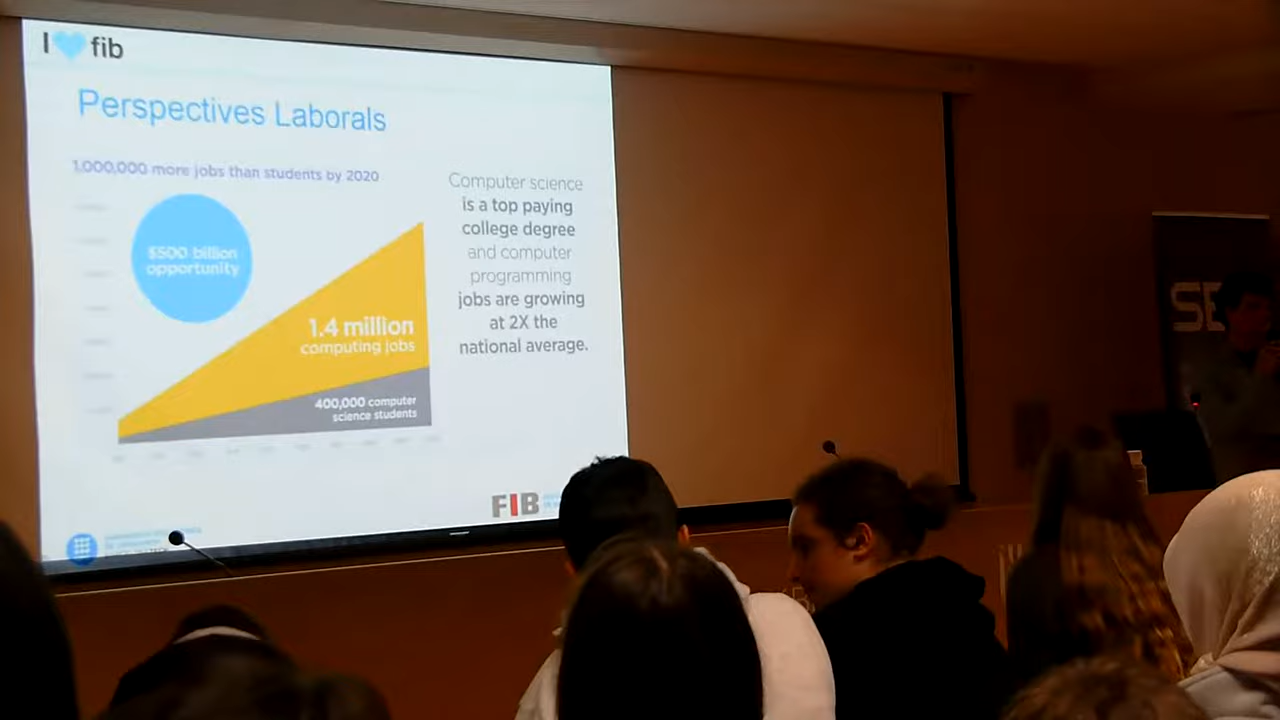 I fib
Perspectives Laborals
1,000,000 more jobs than students by 2020
$500 billion
opportunity
1.4 million
computing jobs
400,000 computer
science students
Computer science
is a top paying
college degree
and computer
programming
jobs are growing
at 2X the
national average.
FIB
SE